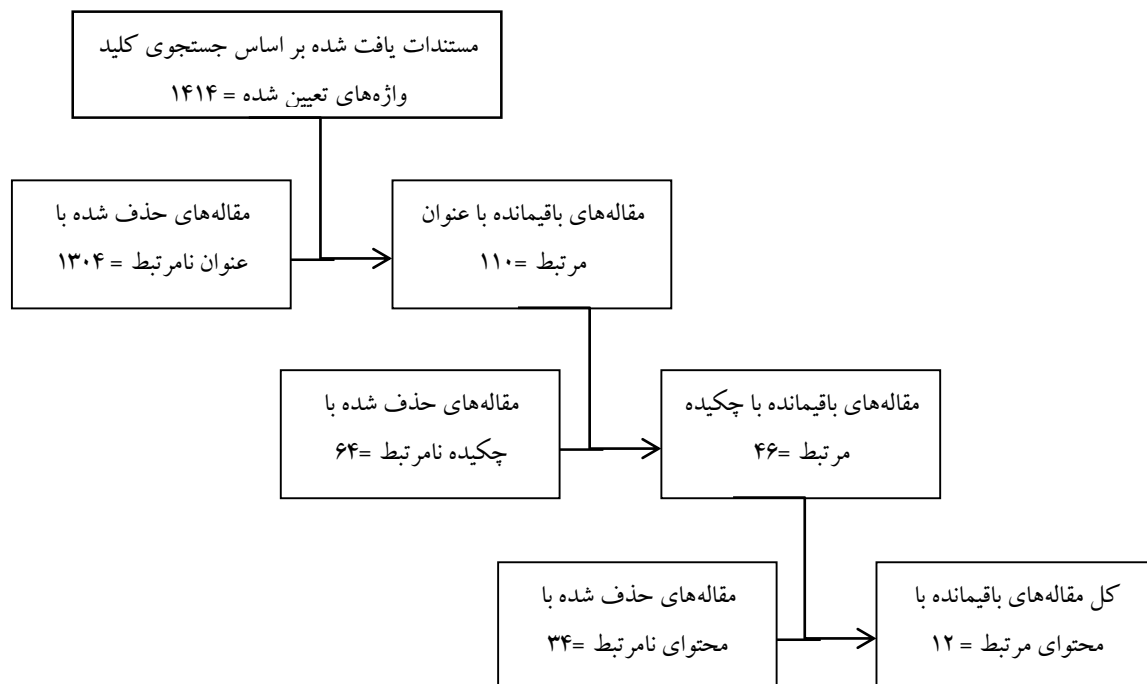 مستندات یافت شده بر اساس جستجوی کلید
واژه‌های تعیین شده = ۱۴۱۴
مقاله‌های باقیمانده با عنوان
مرتبط =۱۱۰
مقاله‌های حذف شده با
عنوان نامرتبط = ۱۳۰۴
مقاله‌های باقیمانده با چکیده
مرتبط =۴۶
مقاله‌های حذف شده با
چکیده نامرتبط =۶۴
کل مقاله‌های باقیمانده با
محتوای مرتبط = ۱۲
مقاله‌های حذف شده با
محتوای نامرتبط =۳۴